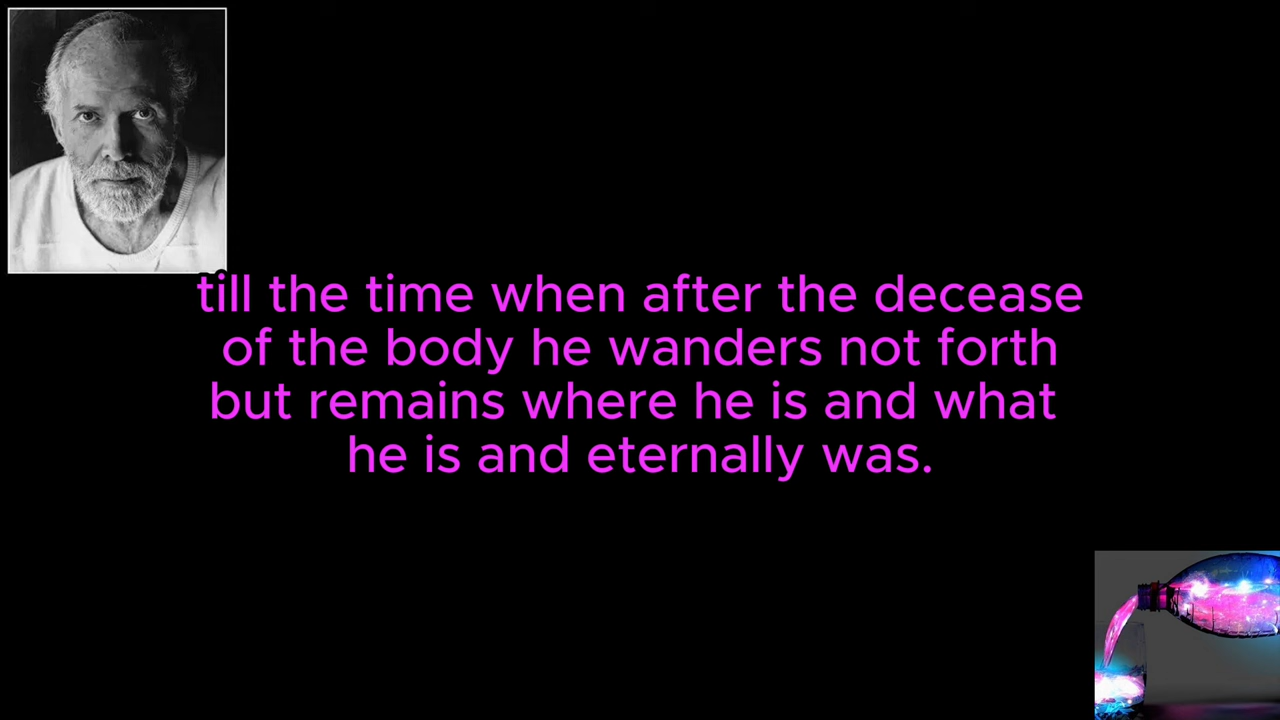 till the time when after the decease
of the body he wanders not forth
but remains where he is and what
he is and eternally was.